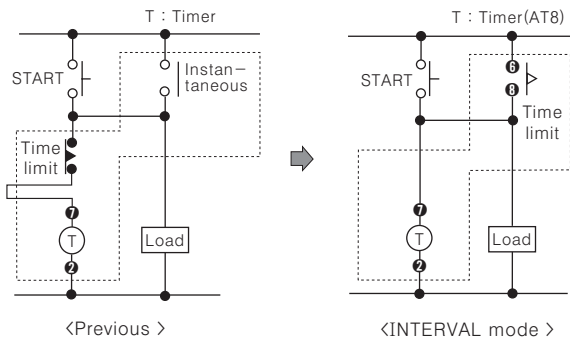 T : Timer
START
Instan-
taneous
Time
limit
7
T
2
Load
<Previous >
T : Timer(AT8)
START
6
8
Time
limit
7
T
2
Load
<INTERVAL mode >